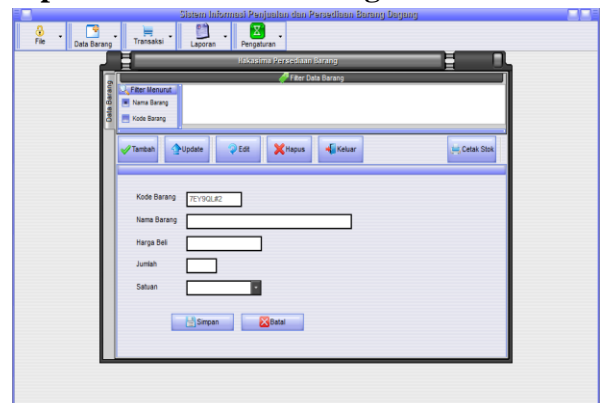 Sistem Informasi Penjualan dan Persediaan Barang Dagang
File Data Barang Transaksi Laporan Pengaturan
Persediaan Barang
Filter Data Barang
Data Barang
Filter Menurut
Nama Barang
Kode Barang
Tambah Update Edit Hapus Keluar Cetak Stok
Kode Barang 7EY9QL#2
Nama Barang
Harga Beli
Jumlah
Satuan
Simpan Batal